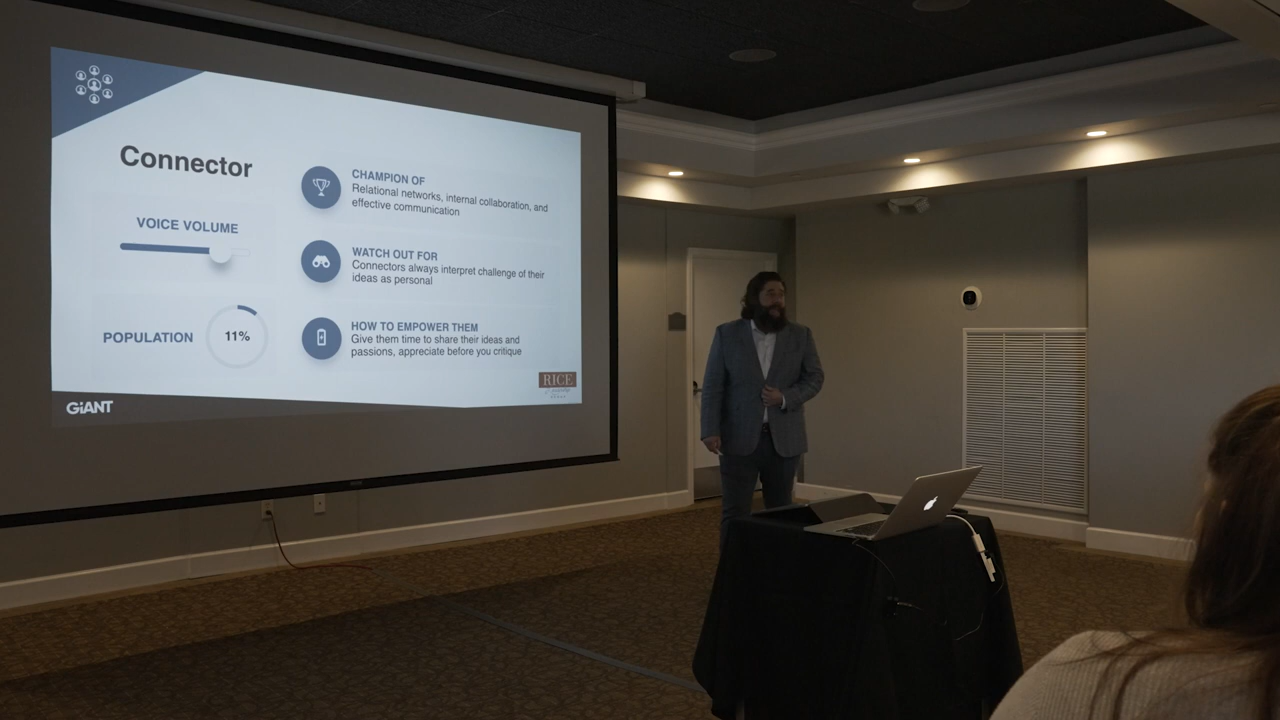 Connector
VOICE VOLUME
POPULATION
11%
CHAMPION OF
Relational networks, internal collaboration, and
effective communication
WATCH OUT FOR
Connectors always interpret challenge of their
ideas as personal
HOW TO EMPOWER THEM
Give them time to share their ideas and
passions, appreciate before you critique
GiANT
RICE